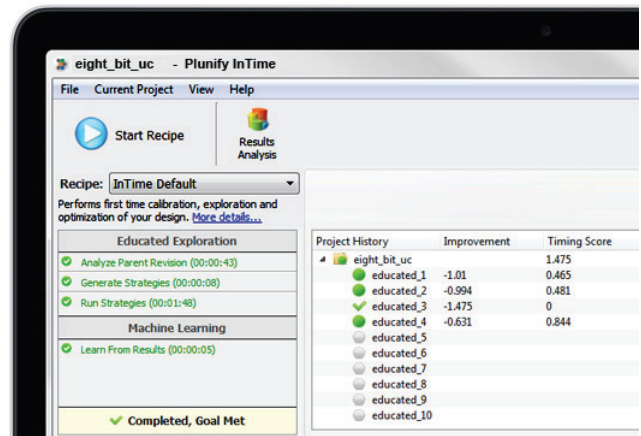 eight_bit_uc - Plunify InTime
File Current Project View Help
Start Recipe
Results
Analysis
Recipe: InTime Default
Performs first time calibration, exploration and
optimization of your design. More details...
Educated Exploration
Analyze Parent Revision (00:00:43)
Generate Strategies (00:00:08)
Run Strategies (00:01:48)
Machine Learning
Learn From Results (00:00:05)
Completed, Goal Met
Project History Improvement Timing Score
eight_bit_uc 1.475
educated_1 -1.01 0.465
educated_2 -0.994 0.481
educated_3 -1.475 0
educated_4 -0.631 0.844
educated_5
educated_6
educated_7
educated_8
educated_9
educated_10